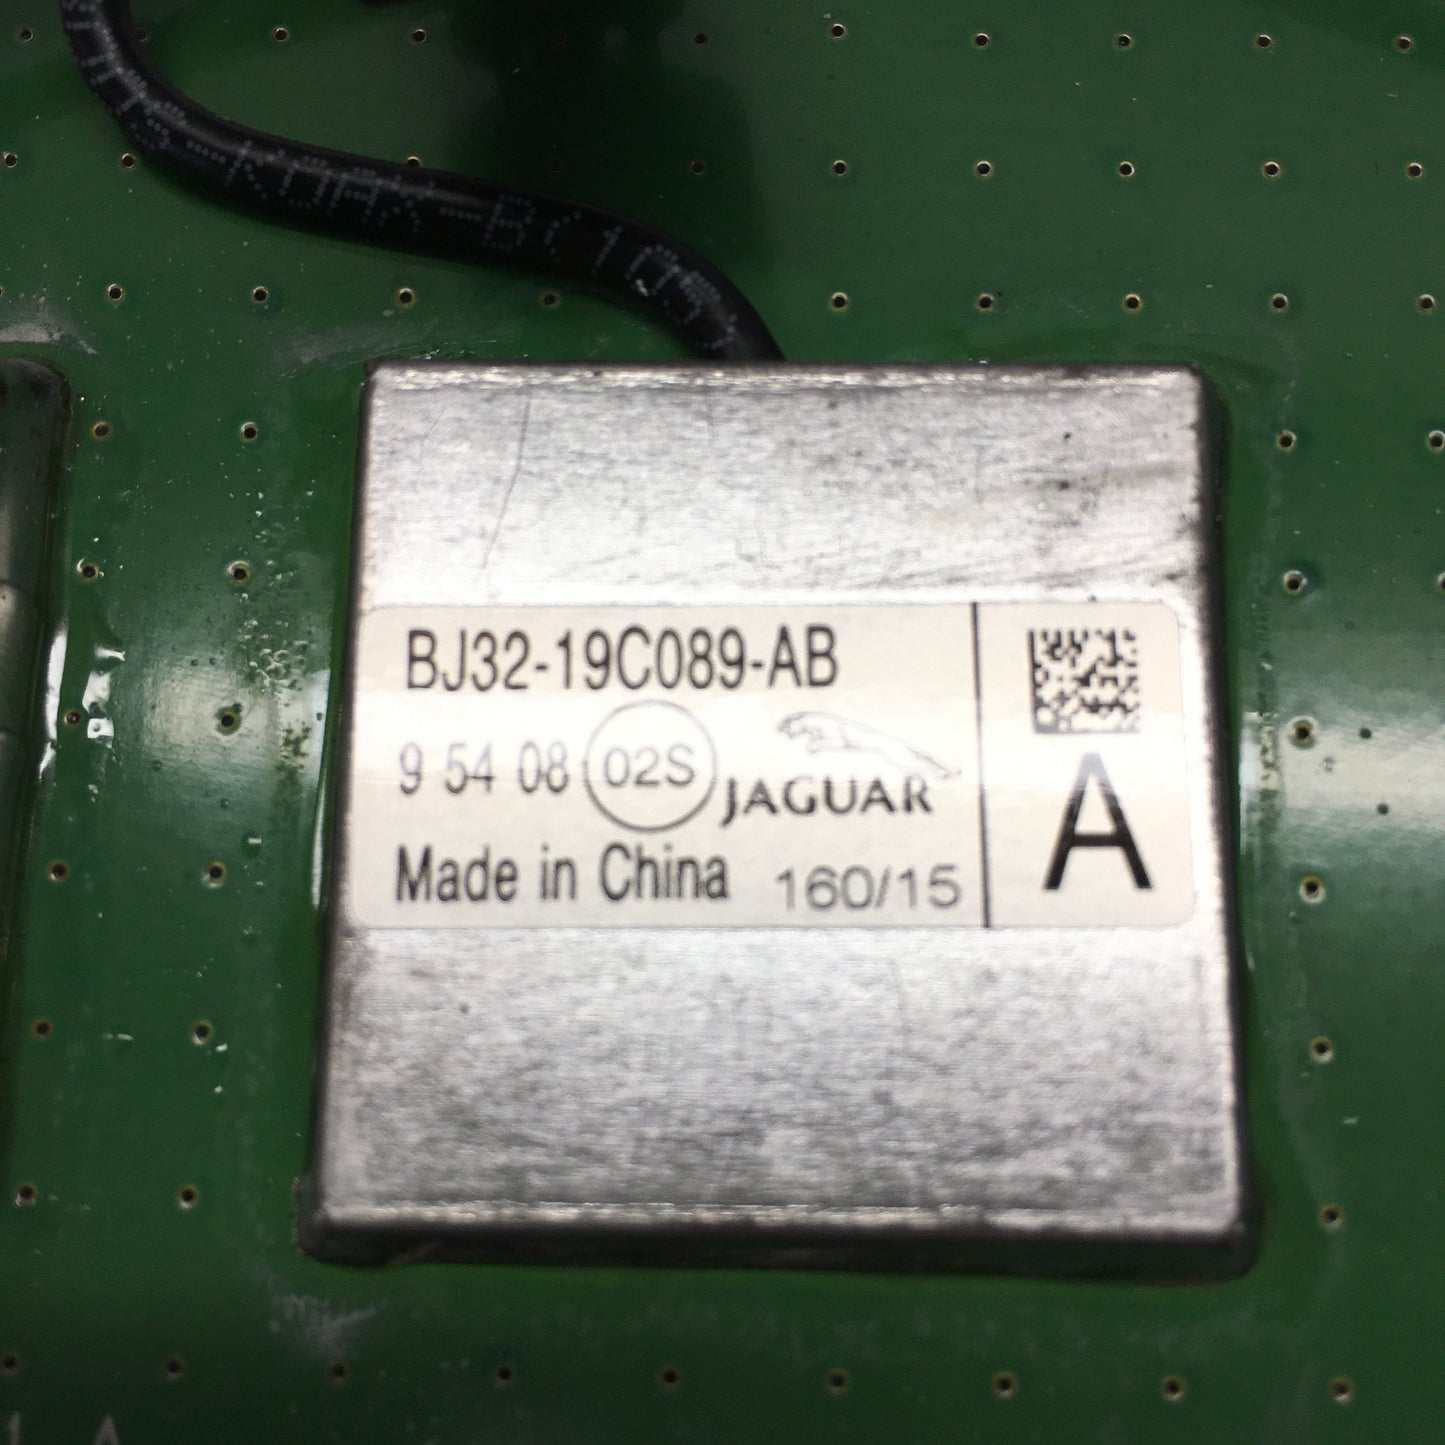 BJ32-19C089-AB
9 54 08 02S JAGUAR
Made in China 160/15
A